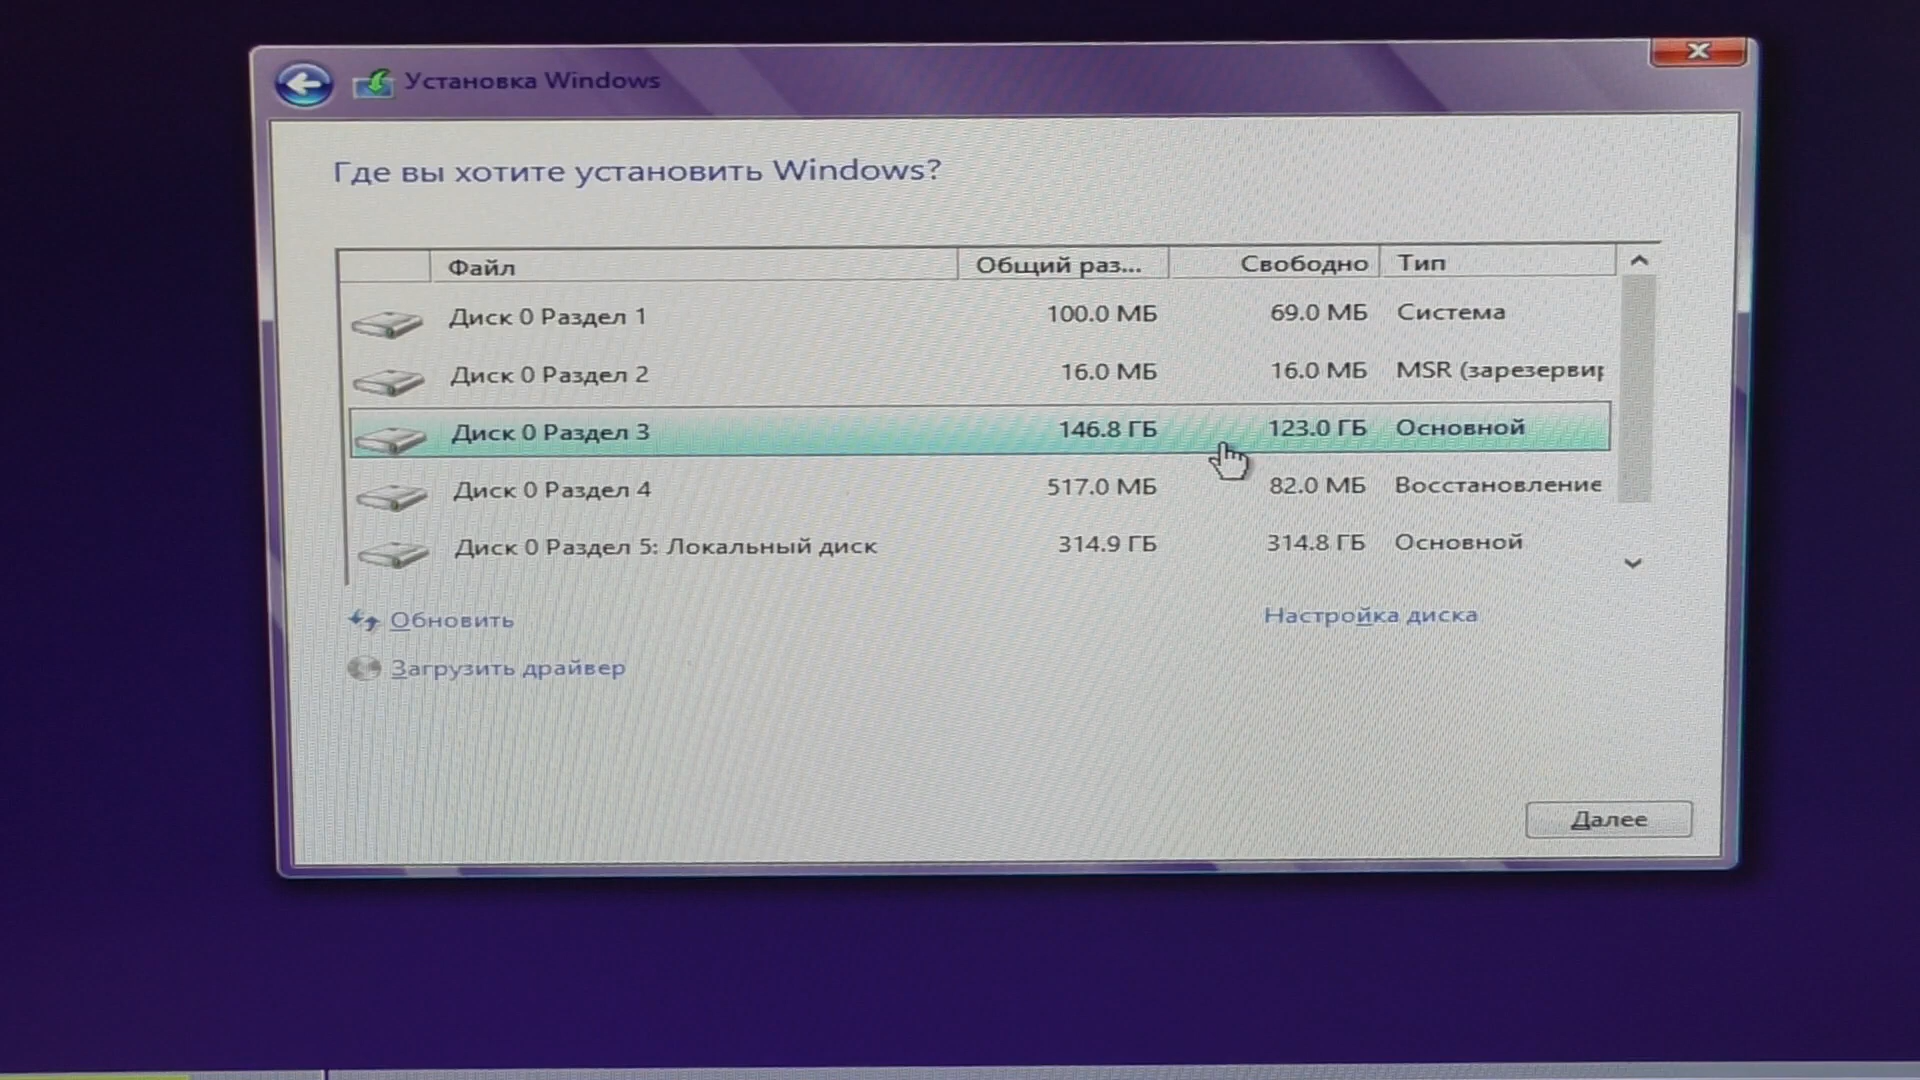 Установка Windows
Где вы хотите установить Windows?
Файл Общий раз... Свободно Тип
Диск 0 Раздел 1 100.0 МБ 69.0 МБ Система
Диск 0 Раздел 2 16.0 МБ 16.0 МБ MSR (зарезервир
Диск 0 Раздел 3 146.8 ГБ 123.0 ГБ Основной
Диск 0 Раздел 4 517.0 МБ 82.0 МБ Восстановление
Диск 0 Раздел 5: Локальный диск 314.9 ГБ 314.8 ГБ Основной
Обновить Настройка диска
Загрузить драйвер
Далее